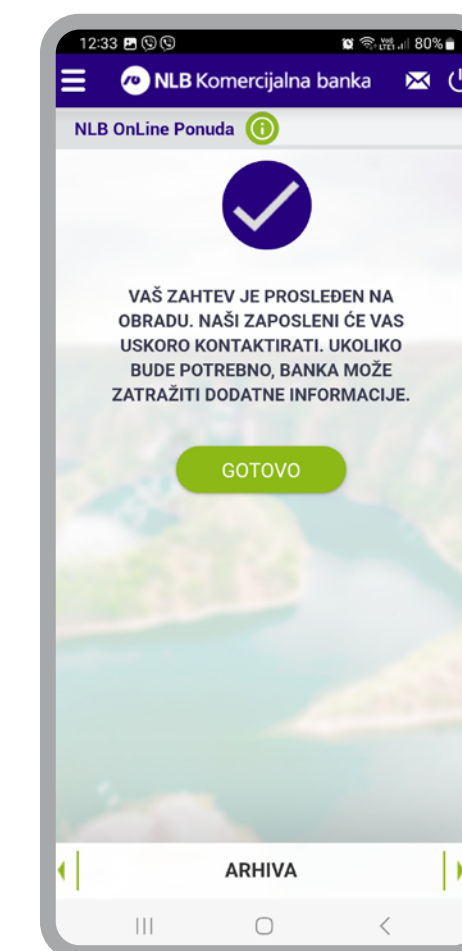 12:33 80%
NLB Komercijalna banka
NLB OnLine Ponuda
VAŠ ZAHTEV JE PROSLEĐEN NA
OBRADU. NAŠI ZAPOSLENI ĆE VAS
USKORO KONTAKTIRATI. UKOLIKO
BUDE POTREBNO, BANKA MOŽE
ZATRAŽITI DODATNE INFORMACIJE.
GOTOVO
ARHIVA